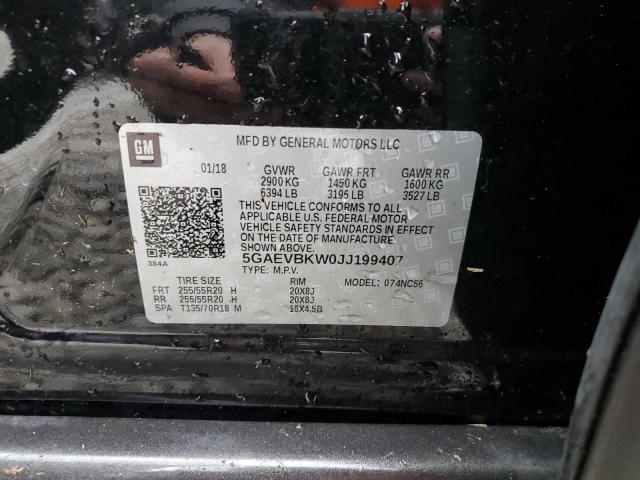 GM
MFD BY GENERAL MOTORS LLC
01/18 GVWR GAWR FRT GAWR RR
2900 KG 1450 KG 1600 KG
6394 LB 3195 LB 3527 LB
THIS VEHICLE CONFORMS TO ALL
APPLICABLE U.S. FEDERAL MOTOR
VEHICLE SAFETY STANDARDS IN EFFECT
ON THE DATE OF MANUFACTURE
SHOWN ABOVE.
384A
5GAEVBKW0JJ199407
TYPE: M.P.V. MODEL: 074NC56
TIRE SIZE RIM
FRT 255/55R20 H 20X8J
RR 255/55R20 H 20X8J
SPA T135/70R18 M 18X4.5B